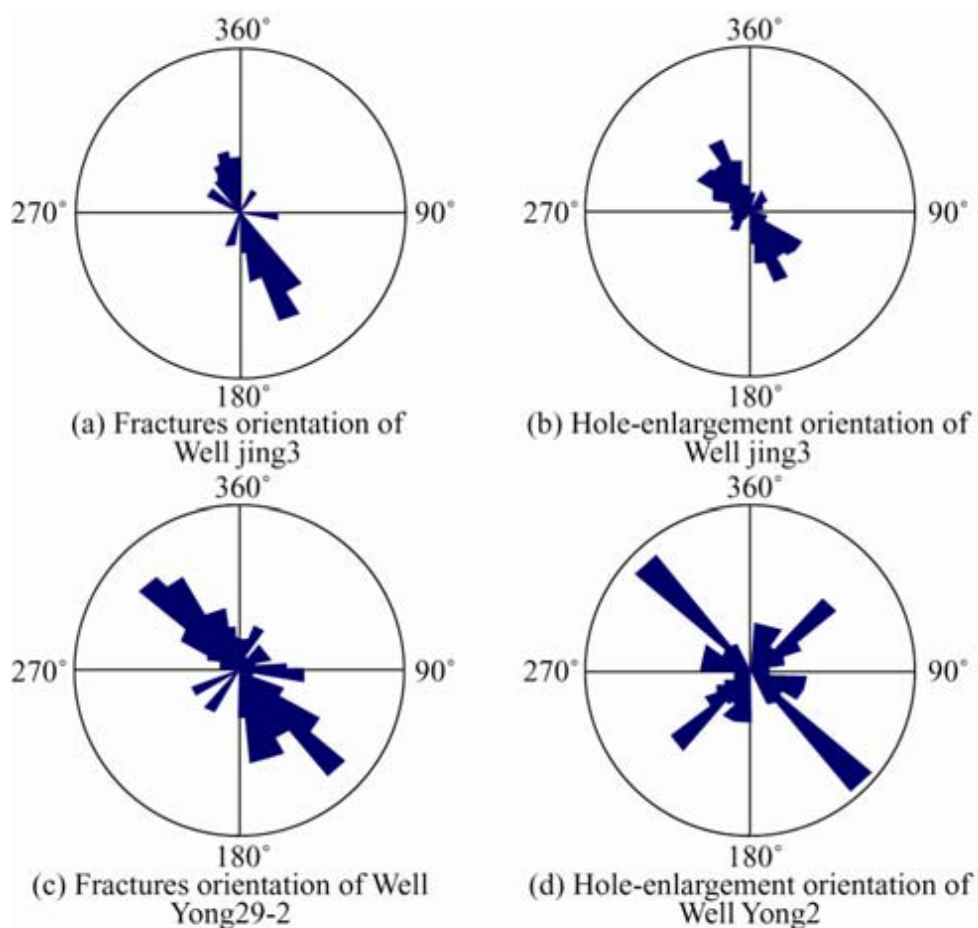 360°
360°
270°
90°
270°
90°
180°
180°
(a) Fractures orientation of
Well jing3
(b) Hole-enlargement orientation of
Well jing3
360°
360°
270°
90°
270°
90°
180°
180°
(c) Fractures orientation of Well
Yong29-2
(d) Hole-enlargement orientation of
Well Yong2